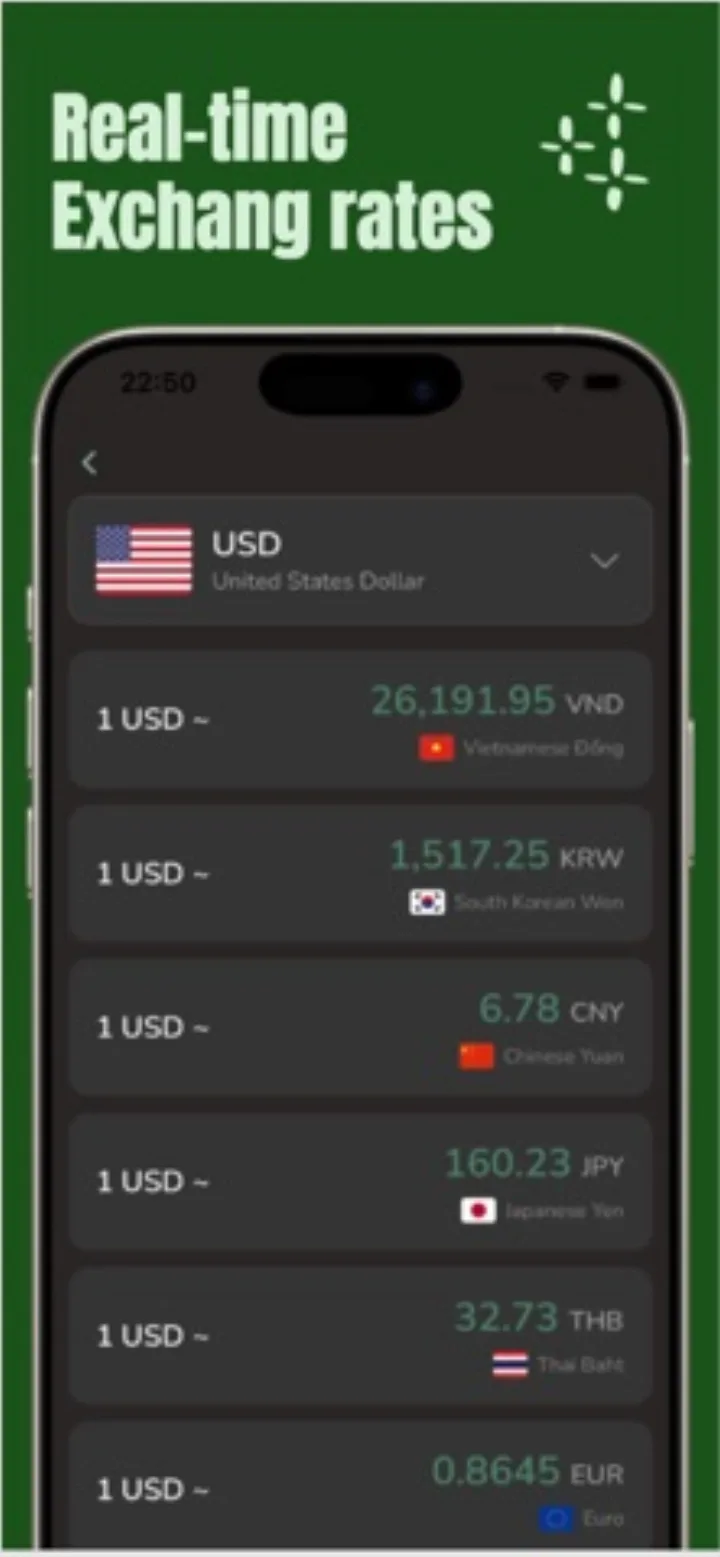 Real-time
Exchang rates
22:50
USD
United States Dollar
1 USD ~
26,191.95 VND
Vietnamese Đồng
1 USD ~
1,517.25 KRW
South Korean Won
1 USD ~
6.78 CNY
Chinese Yuan
1 USD ~
160.23 JPY
Japanese Yen
1 USD ~
32.73 THB
Thai Baht
1 USD ~
0.8645 EUR
Euro